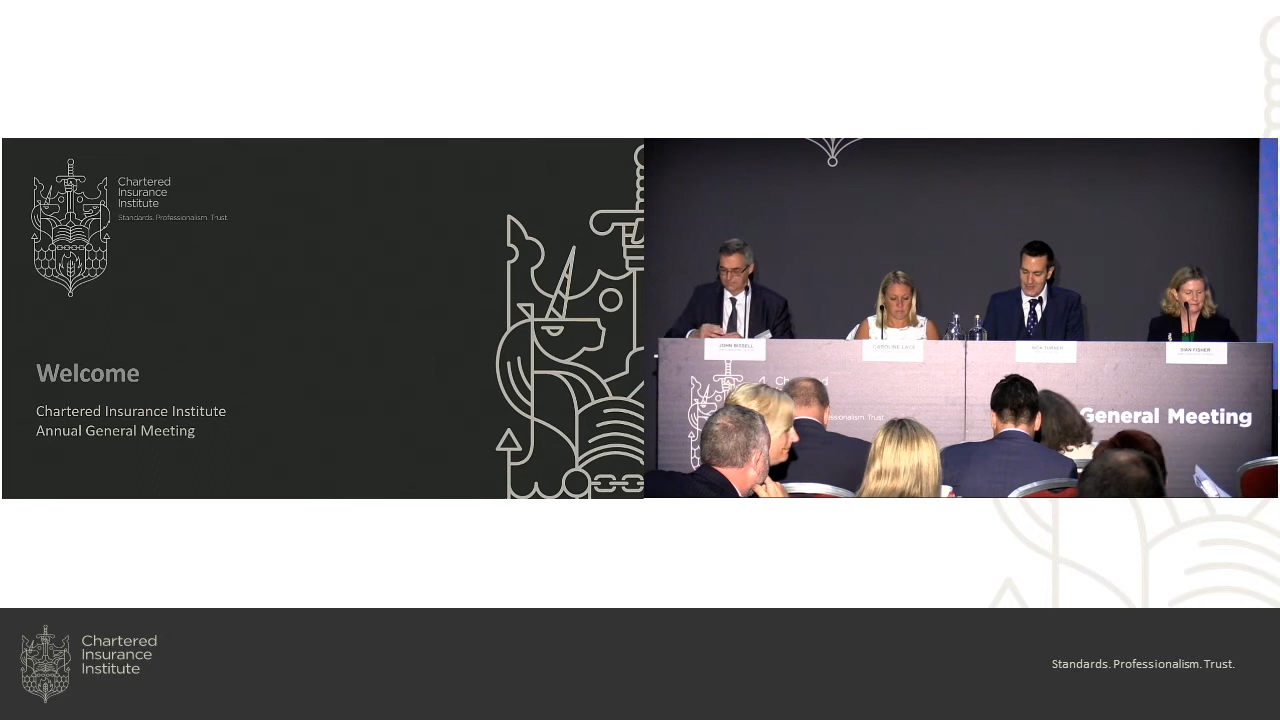 Chartered
Insurance
Institute
Standards. Professionalism. Trust.
Welcome
Chartered Insurance Institute
Annual General Meeting
JOHN BISSELL
CAROLINE LACE
NICK TURNER
SIAN FISHER
General Meeting
Chartered
Insurance
Institute
Standards. Professionalism. Trust.